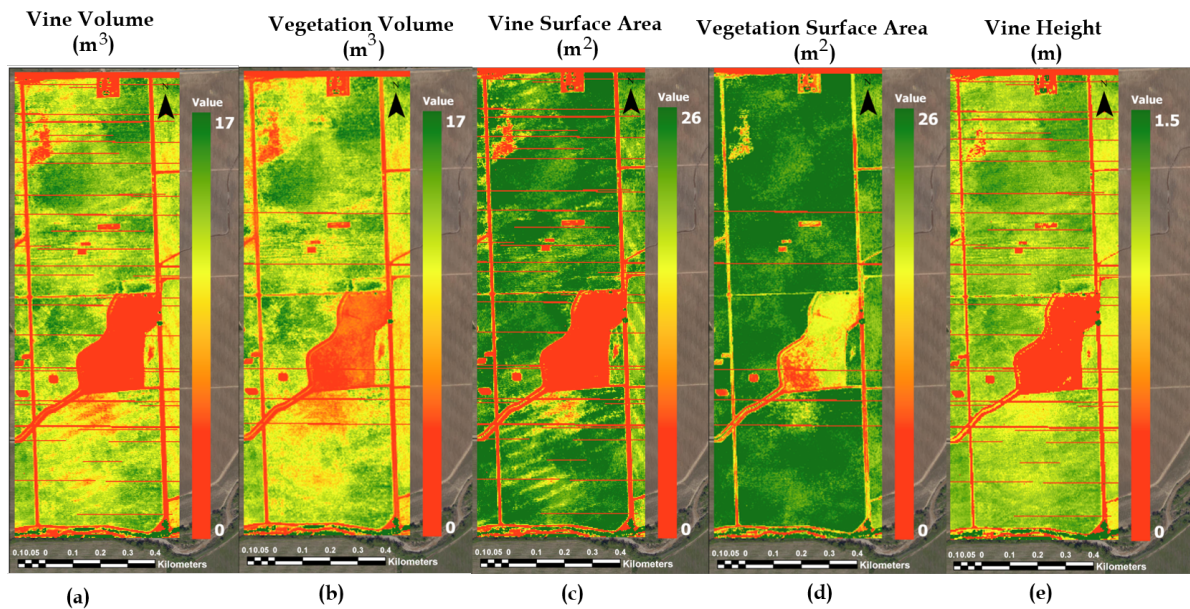 Vine Volume
(m³)
Vegetation Volume
(m³)
Vine Surface Area
(m²)
Vegetation Surface Area
(m²)
Vine Height
(m)
N
Value
17
0
0.10.05 0 0.1 0.2 0.3 0.4
Kilometers
(a)
N
Value
17
0
0.10.05 0 0.1 0.2 0.3 0.4
Kilometers
(b)
N
Value
26
0
0.10.05 0 0.1 0.2 0.3 0.4
Kilometers
(c)
N
Value
26
0
0.10.05 0 0.1 0.2 0.3 0.4
Kilometers
(d)
N
Value
1.5
0
0.10.05 0 0.1 0.2 0.3 0.4
Kilometers
(e)